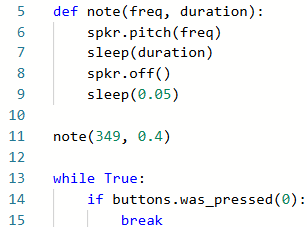 5 def note(freq, duration):
6     spkr.pitch(freq)
7     sleep(duration)
8     spkr.off()
9     sleep(0.05)
10
11 note(349, 0.4)
12
13 while True:
14     if buttons.was_pressed(0):
15         break